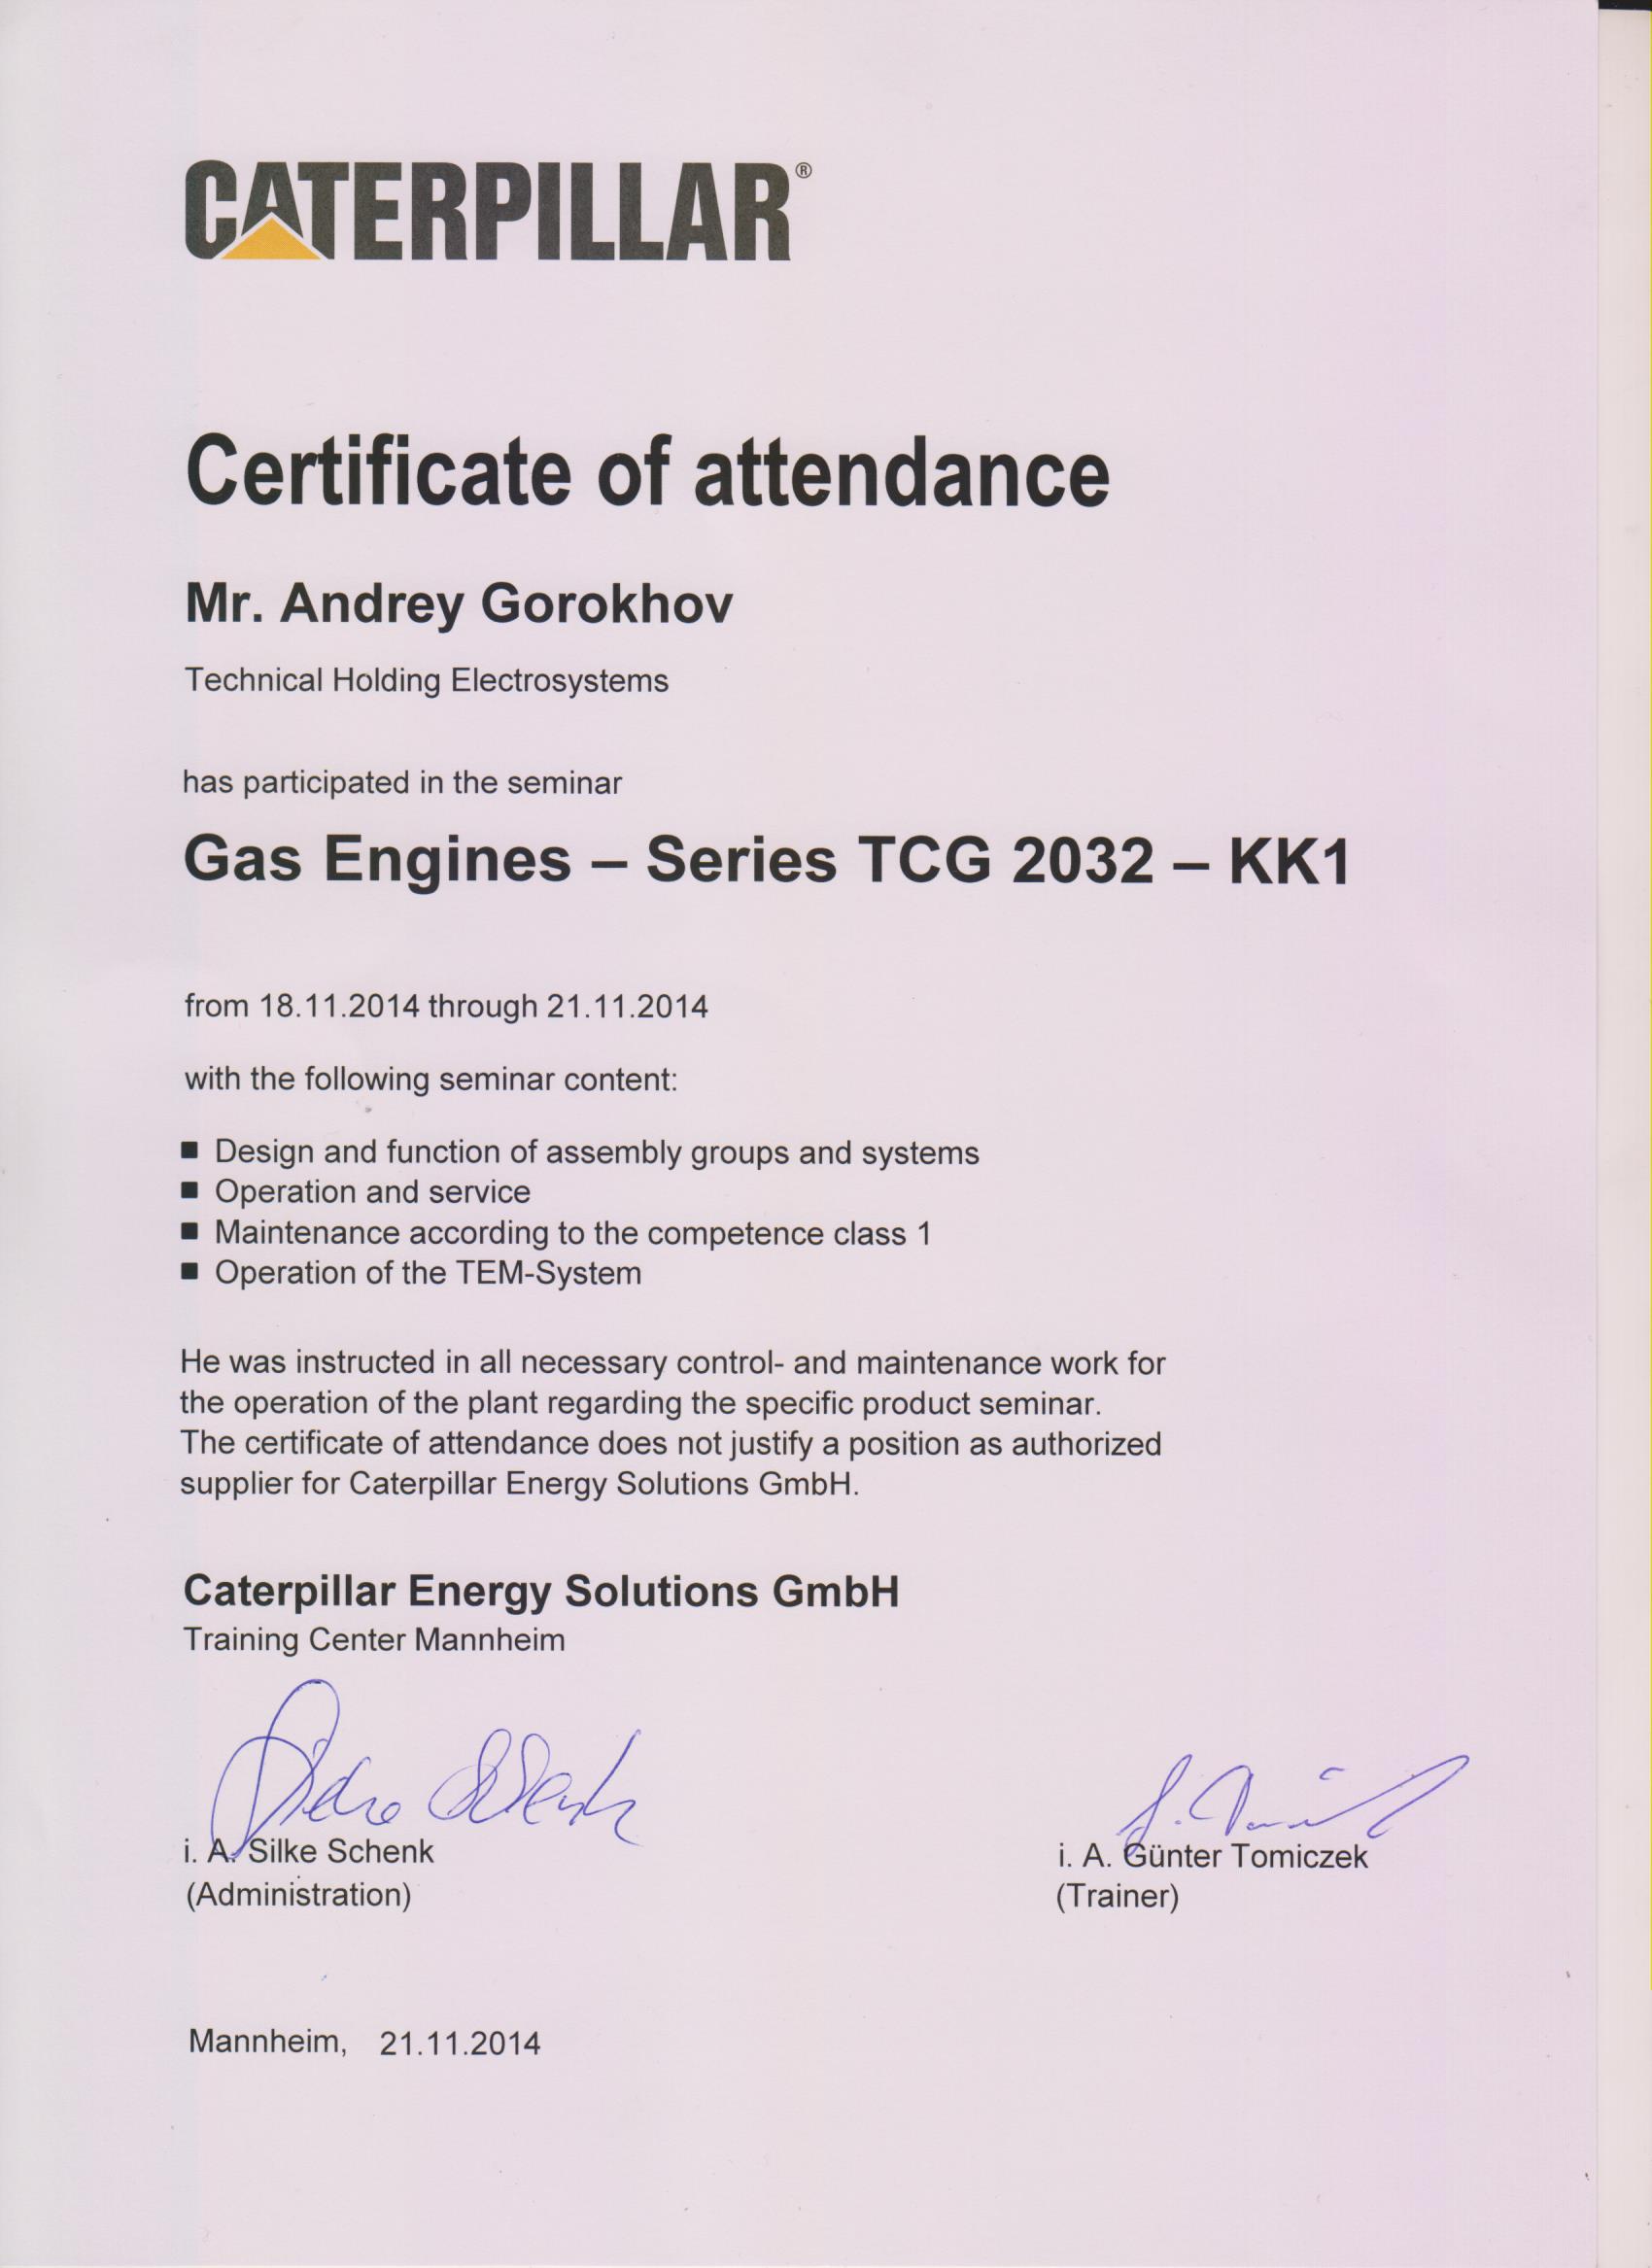 CATERPILLAR®
Certificate of attendance
Mr. Andrey Gorokhov
Technical Holding Electrosystems
has participated in the seminar
Gas Engines – Series TCG 2032 – KK1
from 18.11.2014 through 21.11.2014
with the following seminar content:
■ Design and function of assembly groups and systems
■ Operation and service
■ Maintenance according to the competence class 1
■ Operation of the TEM-System
He was instructed in all necessary control- and maintenance work for
the operation of the plant regarding the specific product seminar.
The certificate of attendance does not justify a position as authorized
supplier for Caterpillar Energy Solutions GmbH.
Caterpillar Energy Solutions GmbH
Training Center Mannheim
i. A. Silke Schenk
(Administration)
i. A. Günter Tomiczek
(Trainer)
Mannheim, 21.11.2014